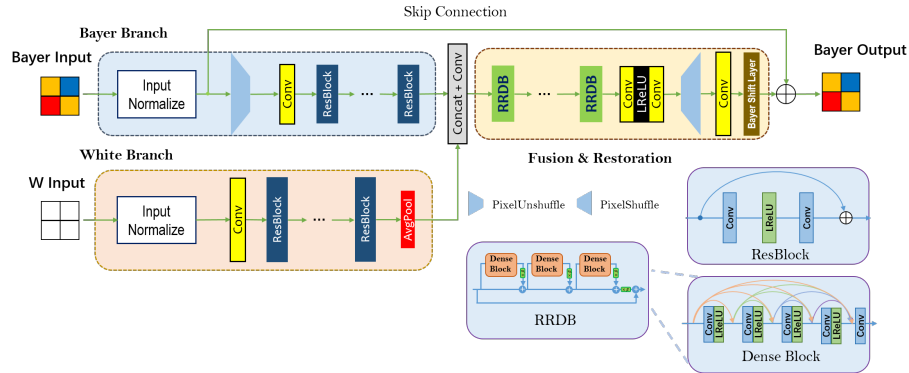 Skip Connection
Bayer Branch
Bayer Input
Bayer Output
Input
Normalize
Conv
ResBlock
...
ResBlock
Concat + Conv
RRDB
...
RRDB
Conv
LReLU
Conv
Conv
Bayer Shift Layer
White Branch
Fusion & Restoration
W Input
Input
Normalize
Conv
ResBlock
...
ResBlock
AvgPool
PixelUnshuffle
PixelShuffle
Conv
LReLU
Conv
ResBlock
Dense
Block
Dense
Block
Dense
Block
RRDB
Conv
LReLU
Conv
LReLU
Conv
LReLU
Conv
LReLU
Conv
Dense Block